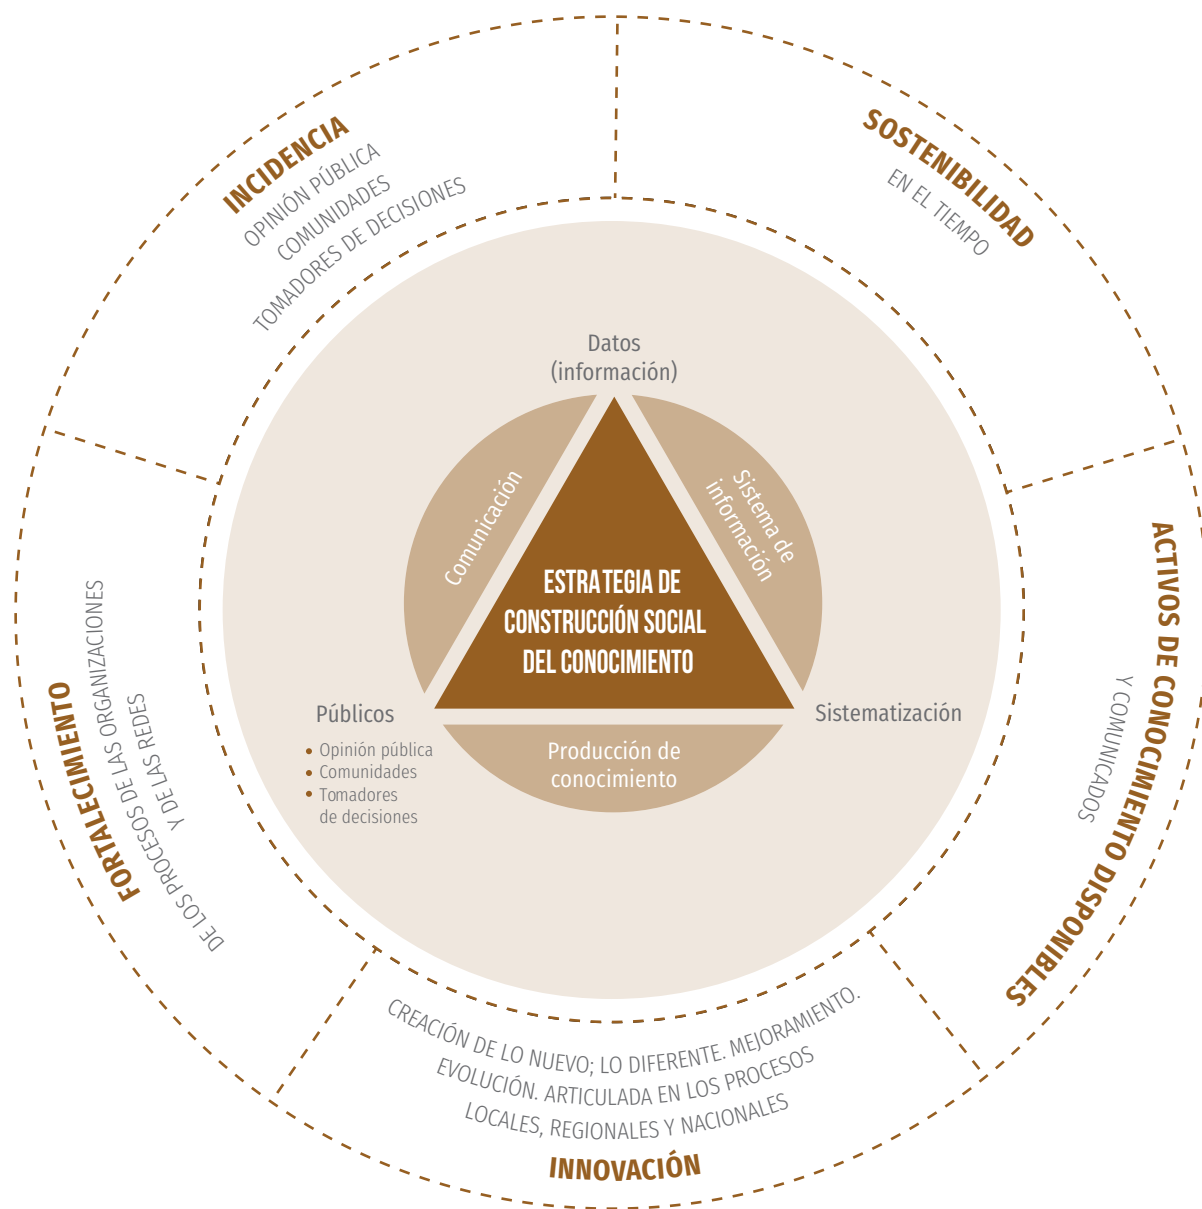 INCIDENCIA
OPINIÓN PÚBLICA
COMUNIDADES
TOMADORES DE DECISIONES
SOSTENIBILIDAD
EN EL TIEMPO
Datos
(información)
Comunicación
Sistema de
información
ESTRATEGIA DE
CONSTRUCCIÓN SOCIAL
DEL CONOCIMIENTO
Públicos
• Opinión pública
• Comunidades
• Tomadores
de decisiones
Producción de
conocimiento
Sistematización
ACTIVOS DE CONOCIMIENTO DISPONIBLES
Y COMUNICADOS
FORTALECIMIENTO
DE LOS PROCESOS DE LAS ORGANIZACIONES
Y DE LAS REDES
CREACIÓN DE LO NUEVO; LO DIFERENTE. MEJORAMIENTO.
EVOLUCIÓN. ARTICULADA EN LOS PROCESOS
LOCALES, REGIONALES Y NACIONALES
INNOVACIÓN